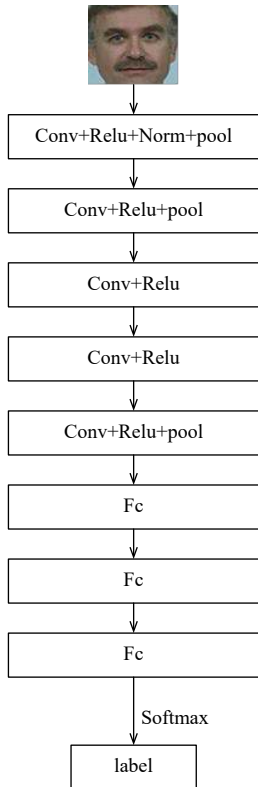 Conv+Relu+Norm+pool
Conv+Relu+pool
Conv+Relu
Conv+Relu
Conv+Relu+pool
Fc
Fc
Fc
Softmax
label